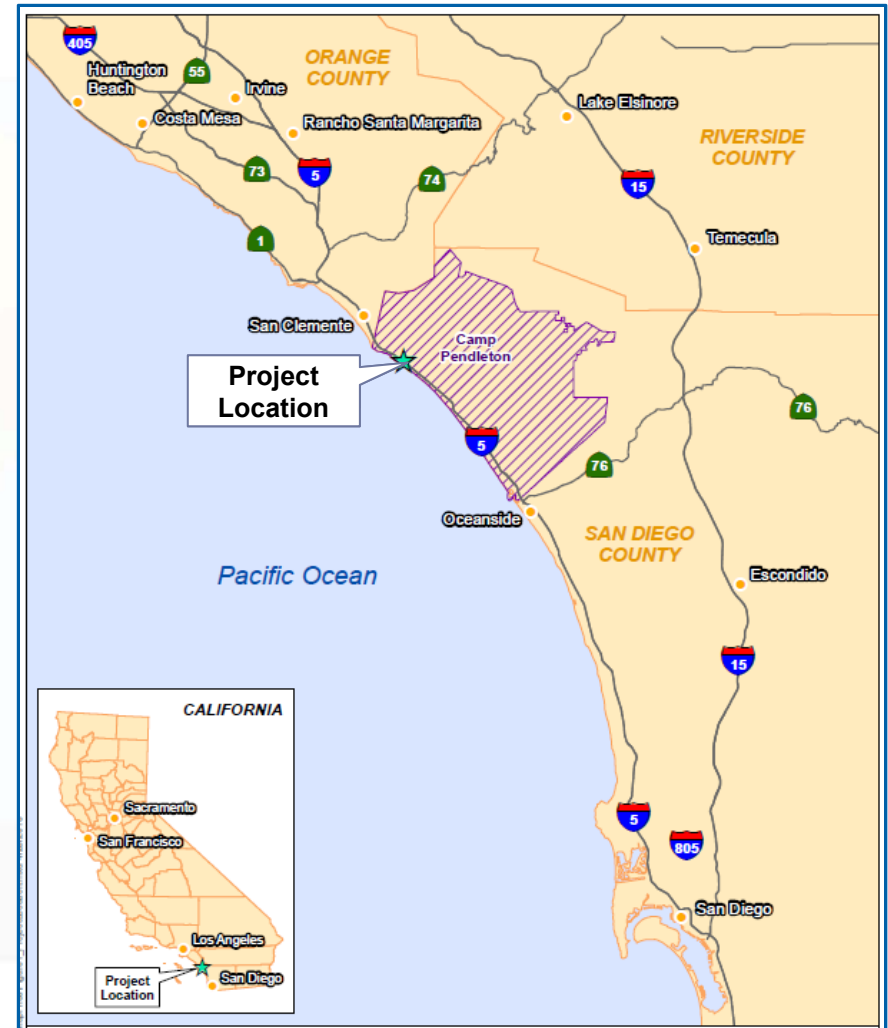 405
ORANGE
COUNTY
55
Huntington
Beach
Irvine
Costa Mesa
Rancho Santa Margarita
Lake Elsinore
RIVERSIDE
COUNTY
73
5
74
15
1
Temecula
San Clemente
Camp
Pendleton
Project
Location
5
76
76
Oceanside
SAN DIEGO
COUNTY
Pacific Ocean
Escondido
15
CALIFORNIA
Sacramento
San Francisco
5
805
San Diego
Los Angeles
Project
Location
San Diego